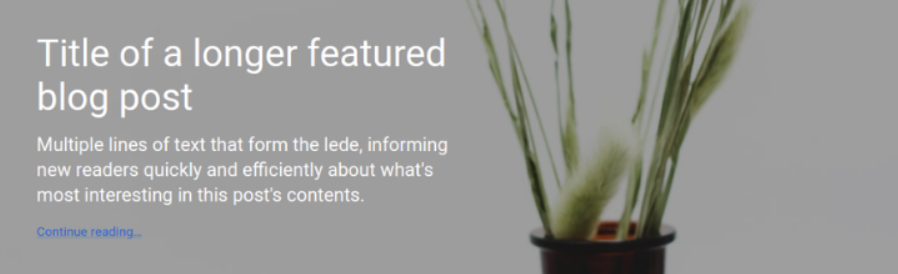 Title of a longer featured
blog post
Multiple lines of text that form the lede, informing
new readers quickly and efficiently about what's
most interesting in this post's contents.
Continue reading…